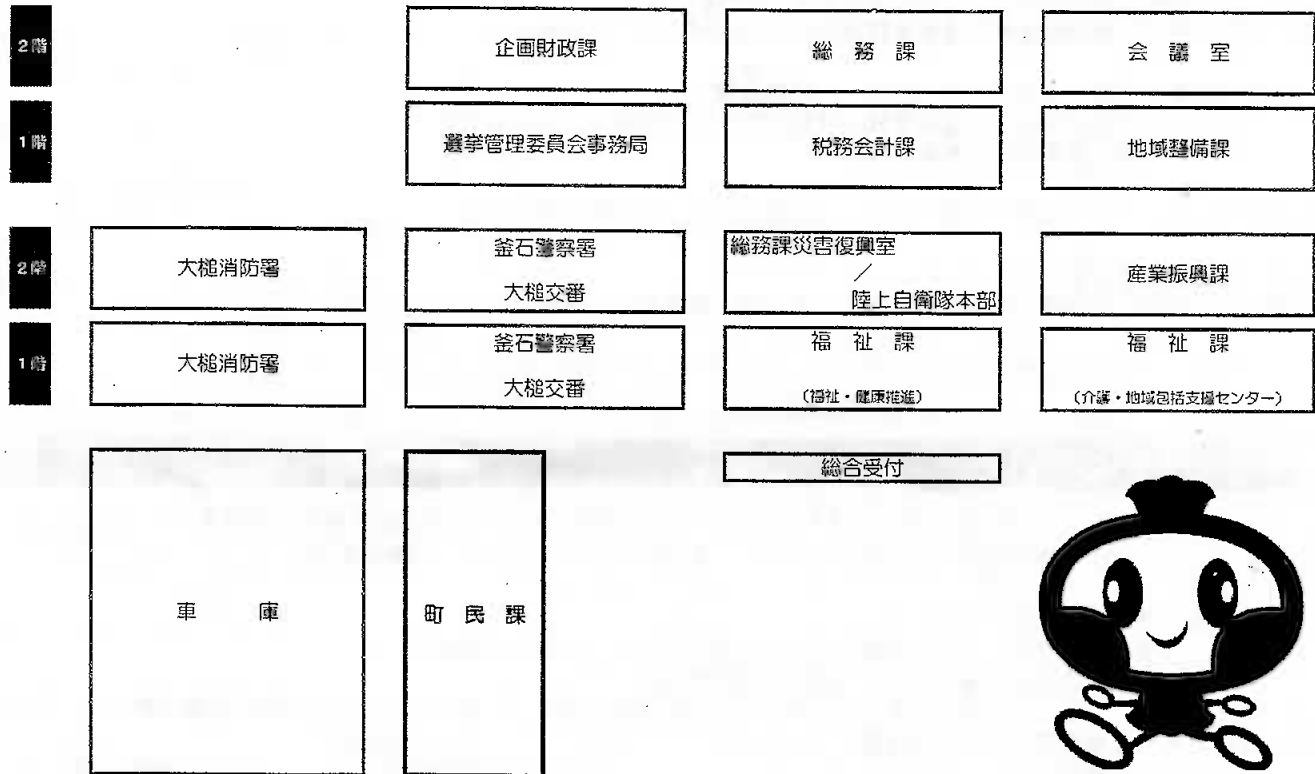 2階
企画財政課
総務課
会議室
1階
選挙管理委員会事務局
税務会計課
地域整備課
2階
大槌消防署
釜石警察署
大槌交番
総務課災害復興室
/
陸上自衛隊本部
産業振興課
1階
大槌消防署
釜石警察署
大槌交番
福祉課
(福祉・健康推進)
福祉課
(介護・地域包括支援センター)
車庫
町民課
総合受付